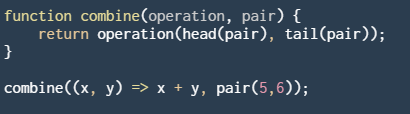 function combine(operation, pair) {
    return operation(head(pair), tail(pair));
}

combine((x, y) => x + y, pair(5,6));